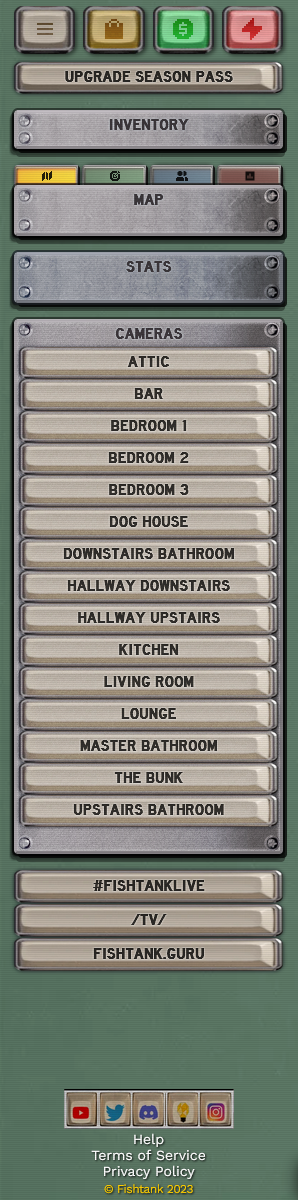 UPGRADE SEASON PASS
INVENTORY
MAP
STATS
CAMERAS
ATTIC
BAR
BEDROOM 1
BEDROOM 2
BEDROOM 3
DOG HOUSE
DOWNSTAIRS BATHROOM
HALLWAY DOWNSTAIRS
HALLWAY UPSTAIRS
KITCHEN
LIVING ROOM
LOUNGE
MASTER BATHROOM
THE BUNK
UPSTAIRS BATHROOM
#FISHTANKLIVE
/TV/
FISHTANK.GURU
Help
Terms of Service
Privacy Policy
© Fishtank 2023